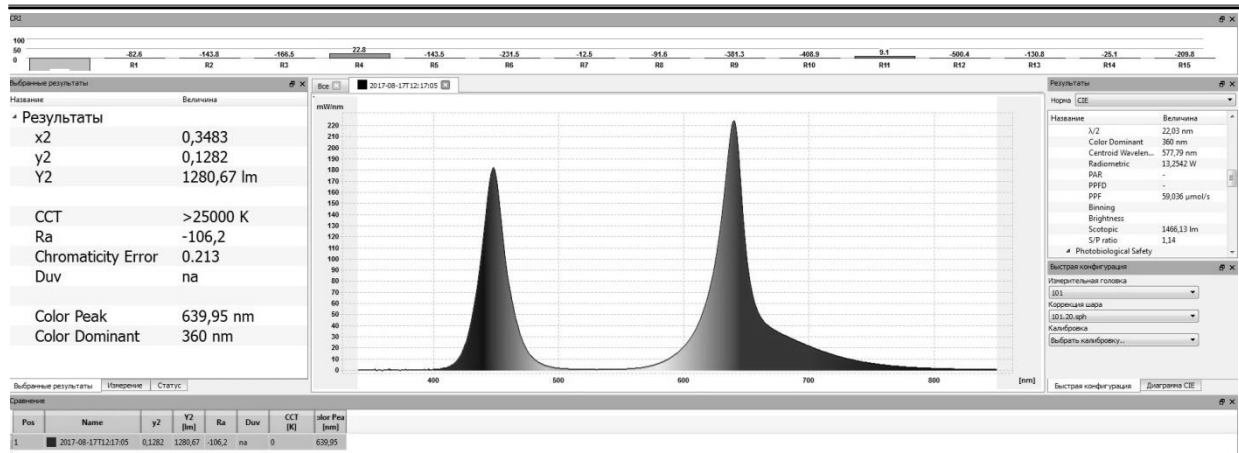 CRI
100
50
0
-82.6 -143.8 -166.5 22.8 -143.5 -231.5 -12.5 -91.6 -381.3 -408.9 9.1 -500.4 -130.8 -25.1 -209.8
R1 R2 R3 R4 R5 R6 R7 R8 R9 R10 R11 R12 R13 R14 R15
Выбранные результаты
Название Величина
Результаты
x2 0,3483
y2 0,1282
Y2 1280,67 lm
CCT >25000 K
Ra -106,2
Chromaticity Error 0.213
Duv na
Color Peak 639,95 nm
Color Dominant 360 nm
Выбранные результаты Измерение Статус
Все 2017-08-17T12:17:05
mW/nm
220
210
200
190
180
170
160
150
140
130
120
110
100
90
80
70
60
50
40
30
20
10
0
400 500 600 700 800 [nm]
Результаты
Норма CIE
Название Величина
λ/2 22,03 nm
Color Dominant 360 nm
Centroid Wavelen... 577,79 nm
Radiometric 13,2542 W
PAR -
PPFD -
PPF 59,036 μmol/s
Binning
Brightness
Scotopic 1466,13 lm
S/P ratio 1,14
Photobiological Safety
Быстрая конфигурация
Измерительная головка
101
Коррекция шара
101.20.sph
Калибровка
Выбрать калибровку...
Быстрая конфигурация Диаграмма CIE
Сравнение
Pos Name y2 Y2 [lm] Ra Duv CCT [K] olor Pea [nm]
1 2017-08-17T12:17:05 0,1282 1280,67 -106,2 na 0 639,95